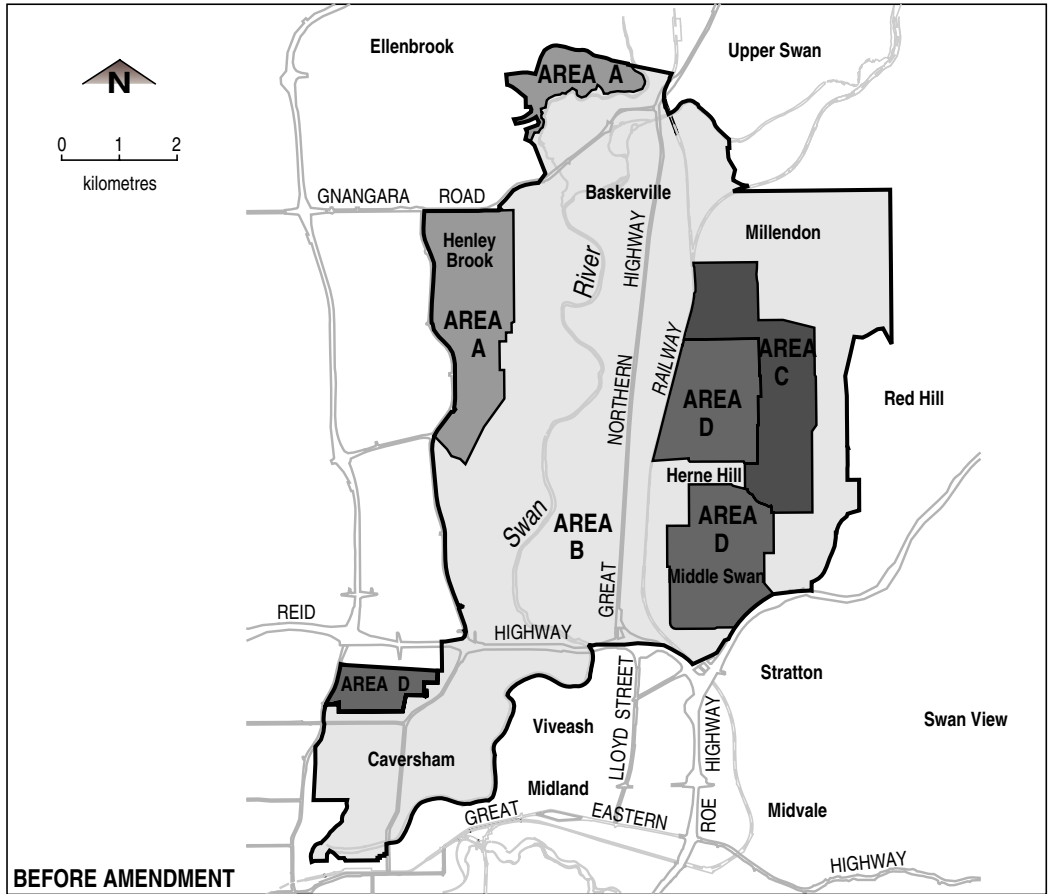 Ellenbrook
Upper Swan
AREA A
N
0 1 2
kilometres
GNANGARA ROAD
Baskerville
Henley
Brook
Millendon
River
HIGHWAY
AREA
A
RAILWAY
AREA
C
NORTHERN
AREA
D
Red Hill
Herne Hill
Swan
AREA
B
AREA
D
Middle Swan
GREAT
REID
HIGHWAY
AREA D
Stratton
LLOYD STREET
HIGHWAY
Viveash
Swan View
Caversham
Midland
GREAT
EASTERN
ROE
Midvale
HIGHWAY
BEFORE AMENDMENT